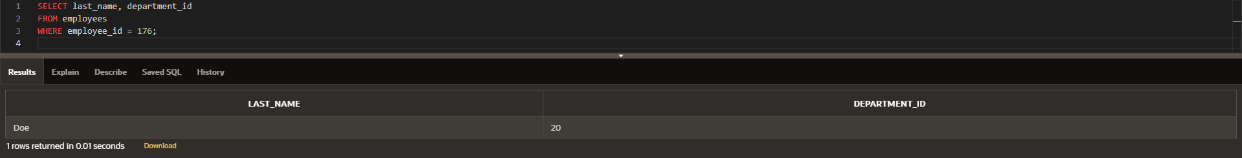 1 SELECT last_name, department_id
2 FROM employees
3 WHERE employee_id = 176;
4
Results Explain Describe Saved SQL History
LAST_NAME DEPARTMENT_ID
Doe 20
1 rows returned in 0.01 seconds Download